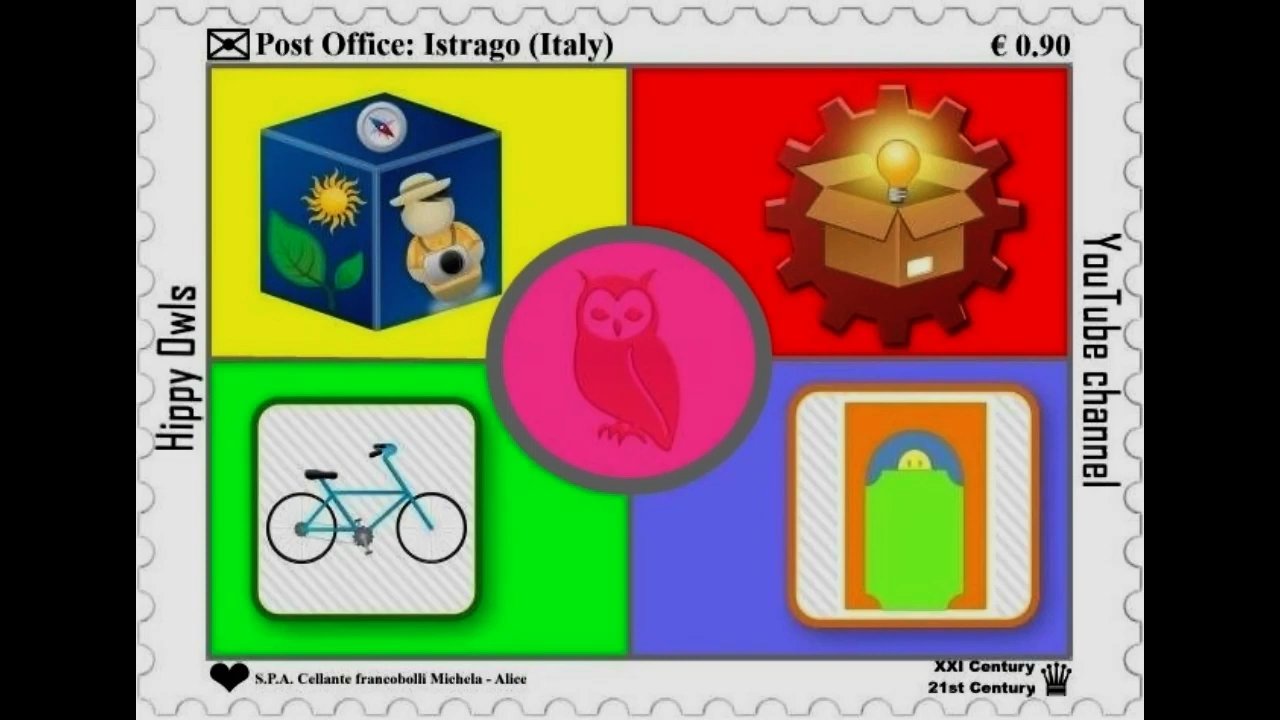 Post Office: Istrago (Italy)
€ 0.90
Hippy Owls
YouTube channel
S.P.A. Cellante francobolli Michela - Alice
XXI Century
21st Century